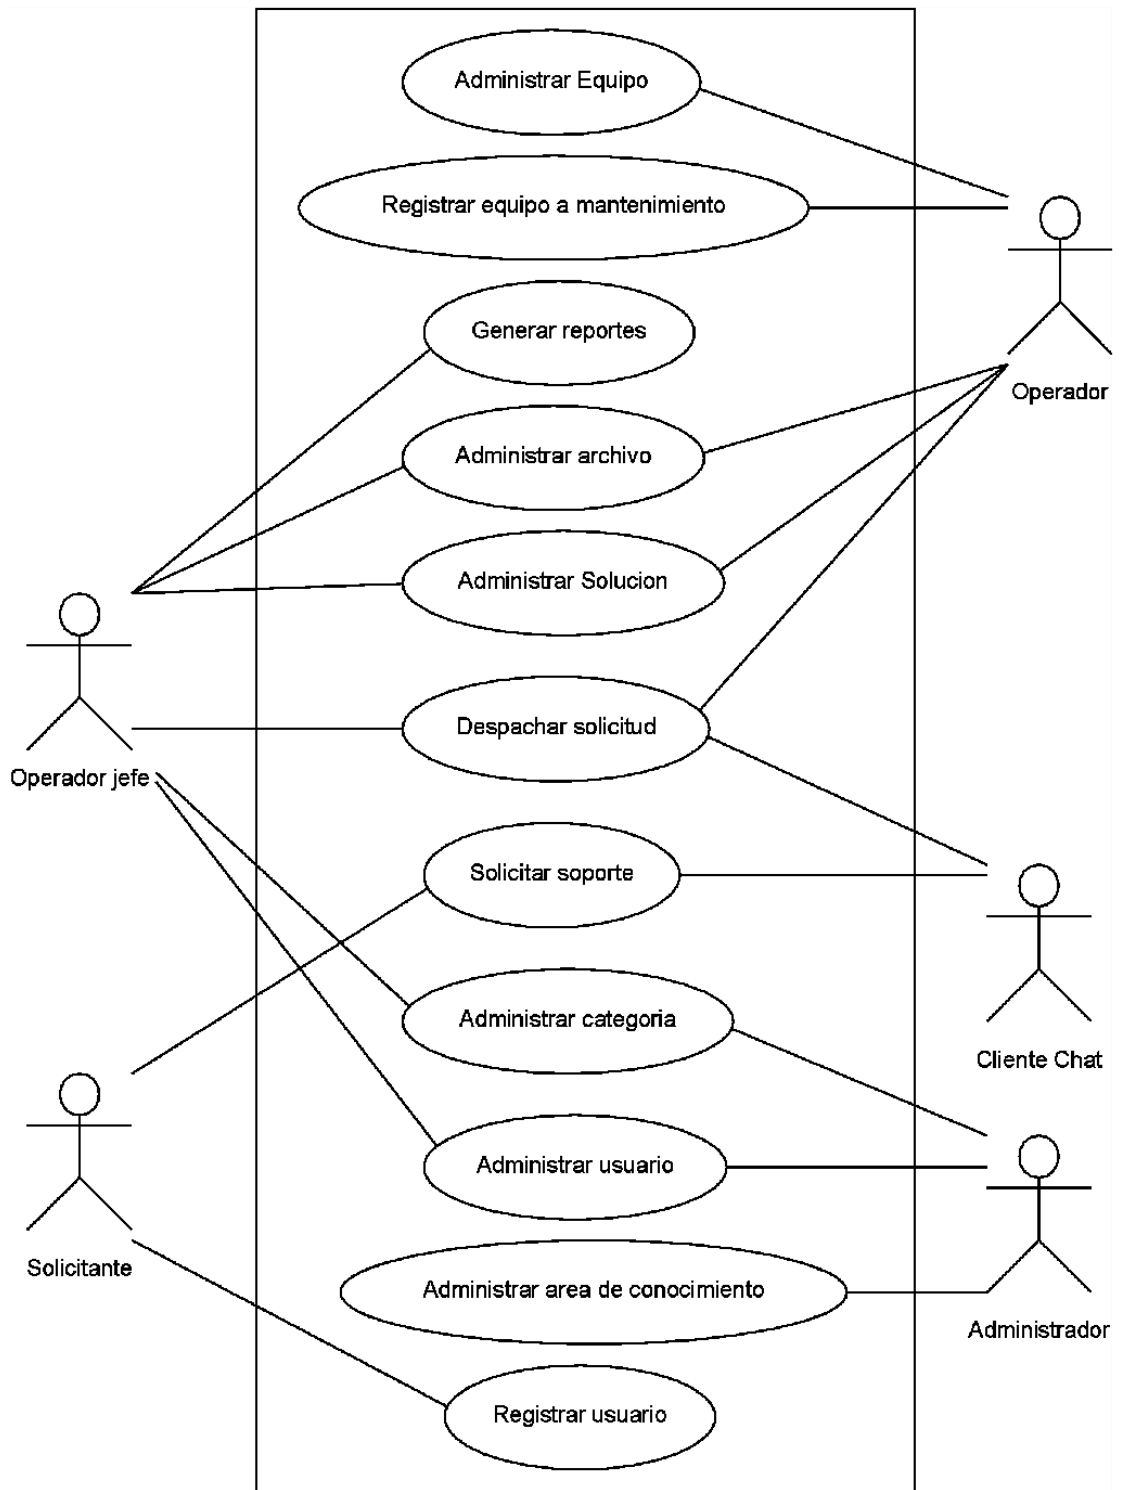 Administrar Equipo
Registrar equipo a mantenimiento
Generar reportes
Operador
Administrar archivo
Administrar Solucion
Despachar solicitud
Operador jefe
Solicitar soporte
Administrar categoria
Cliente Chat
Administrar usuario
Solicitante
Administrar area de conocimiento
Administrador
Registrar usuario